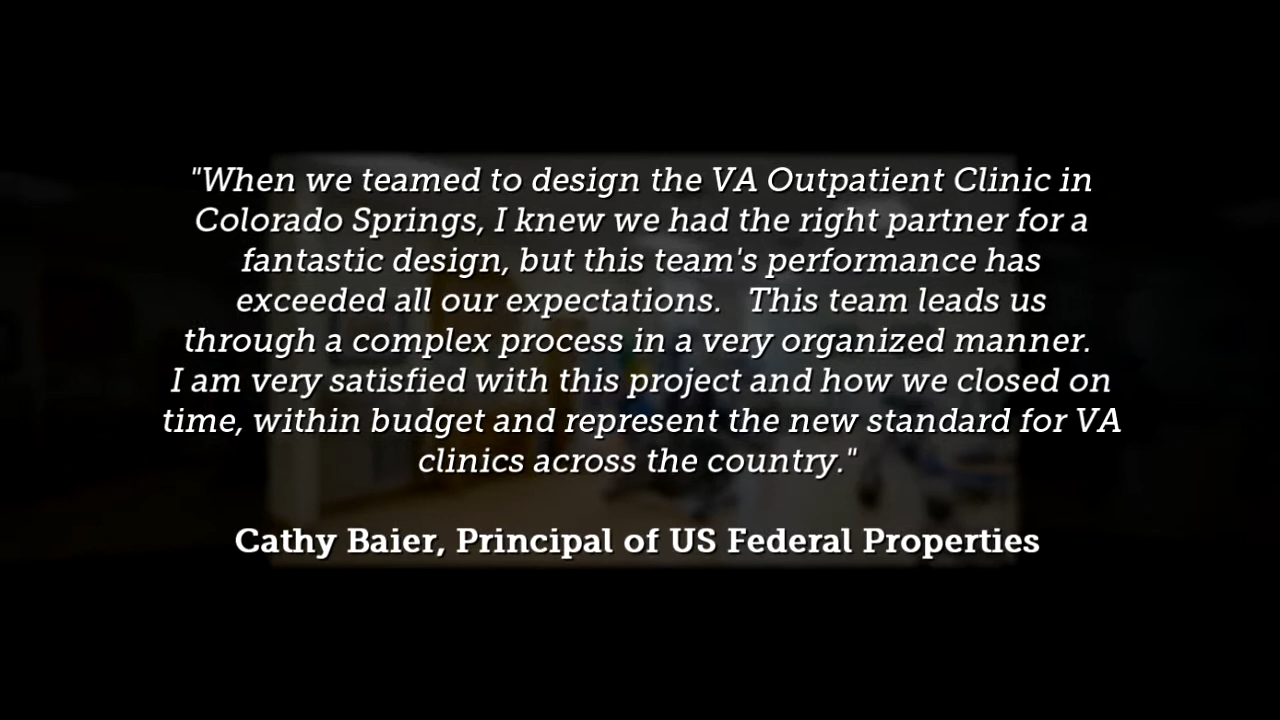 "When we teamed to design the VA Outpatient Clinic in
Colorado Springs, I knew we had the right partner for a
fantastic design, but this team's performance has
exceeded all our expectations.   This team leads us
through a complex process in a very organized manner.
I am very satisfied with this project and how we closed on
time, within budget and represent the new standard for VA
clinics across the country."
Cathy Baier, Principal of US Federal Properties